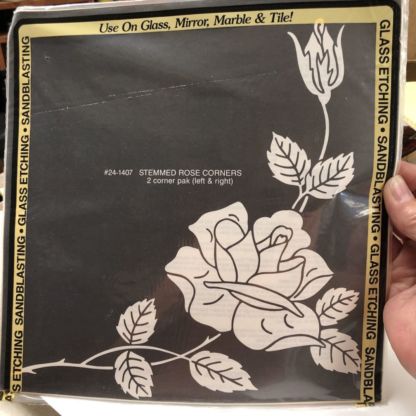 Use On Glass, Mirror, Marble & Tile!
GLASS ETCHING • SANDBLASTING
GLASS ETCHING • SANDBLASTING • GLASS ETCHING SANDBLASTING
#24-1407 STEMMED ROSE CORNERS
2 corner pak (left & right)
ETCHING SANDBLASTING